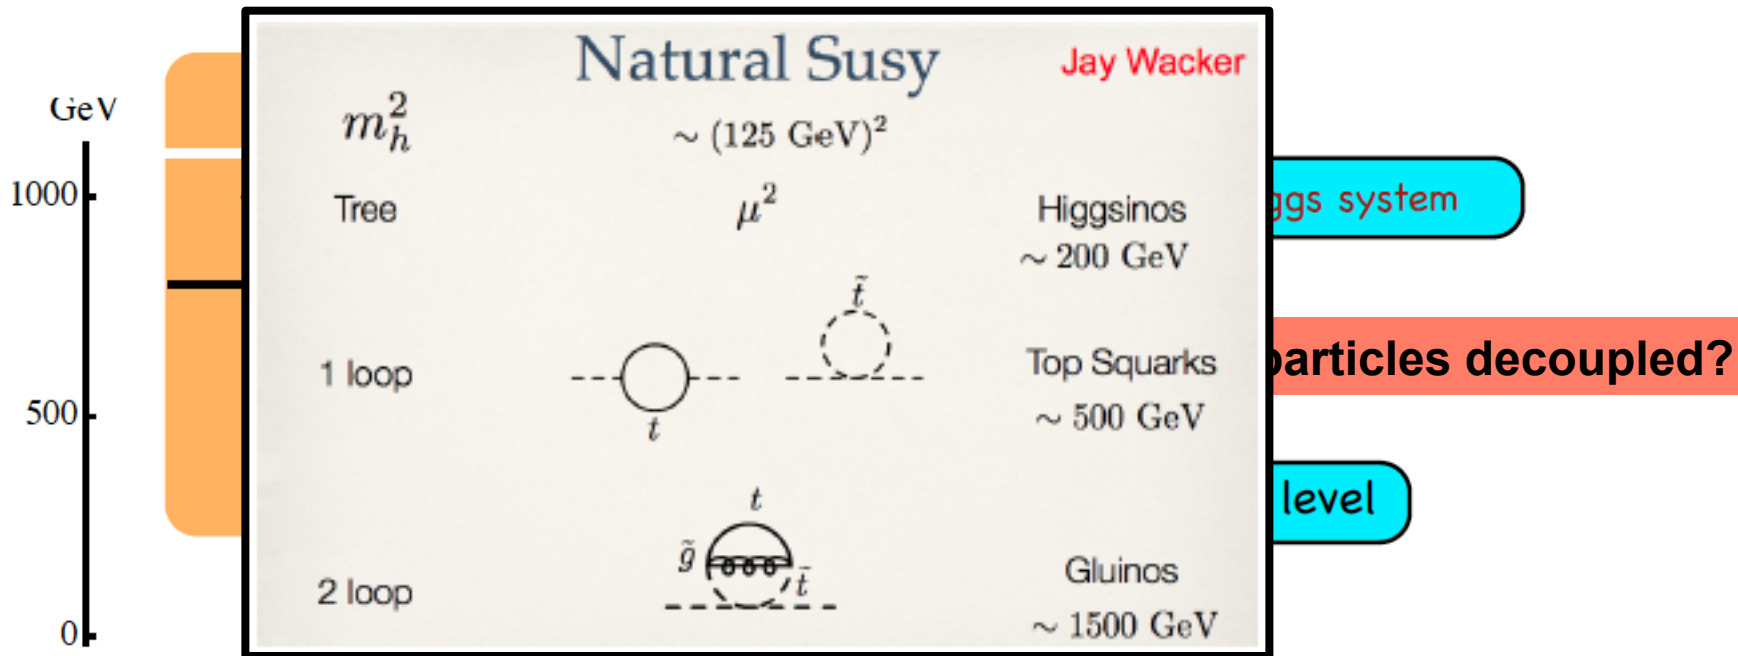 Natural Susy
Jay Wacker
GeV
m_h^2
~ (125 GeV)^2
1000
Tree
μ^2
Higgsinos
~ 200 GeV
ggs system
t̃
1 loop
t
Top Squarks
~ 500 GeV
particles decoupled?
500
t
g̃
t̃
level
2 loop
Gluinos
~ 1500 GeV
0